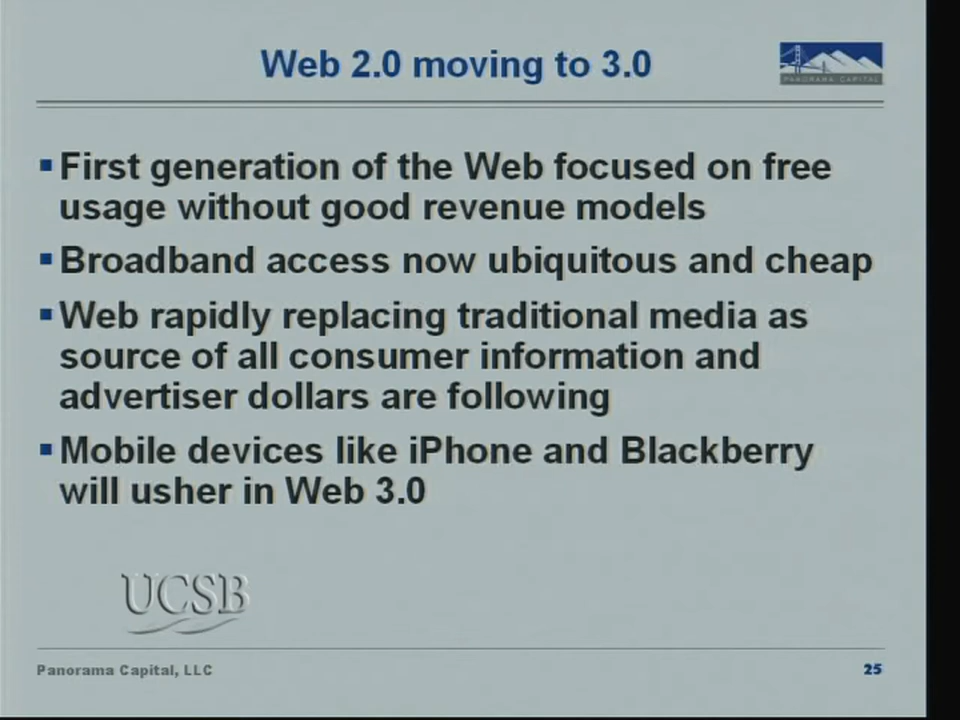 Web 2.0 moving to 3.0
PANORAMA CAPITAL
First generation of the Web focused on free
usage without good revenue models
Broadband access now ubiquitous and cheap
Web rapidly replacing traditional media as
source of all consumer information and
advertiser dollars are following
Mobile devices like iPhone and Blackberry
will usher in Web 3.0
UCSB
Panorama Capital, LLC
25